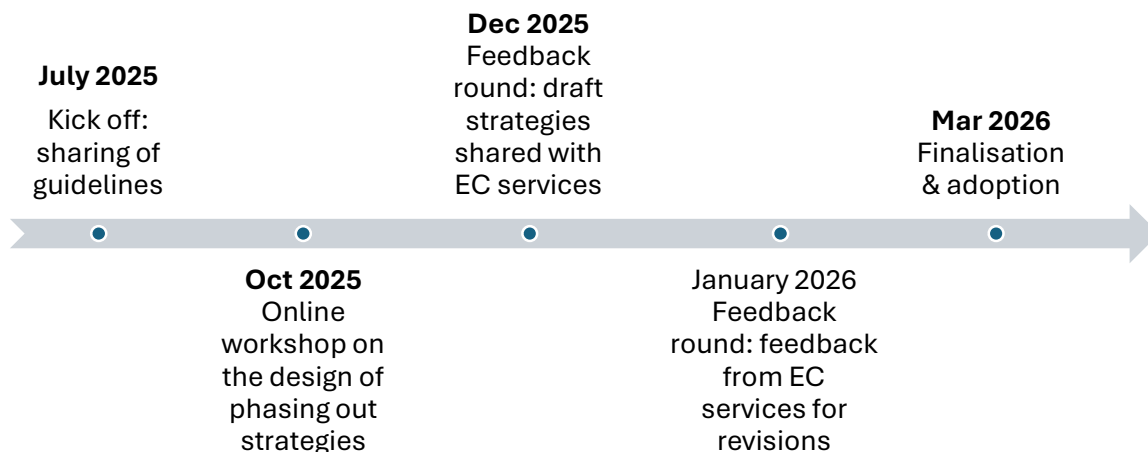 July 2025
Kick off:
sharing of
guidelines
Oct 2025
Online
workshop on
the design of
phasing out
strategies
Dec 2025
Feedback
round: draft
strategies
shared with
EC services
January 2026
Feedback
round: feedback
from EC
services for
revisions
Mar 2026
Finalisation
& adoption